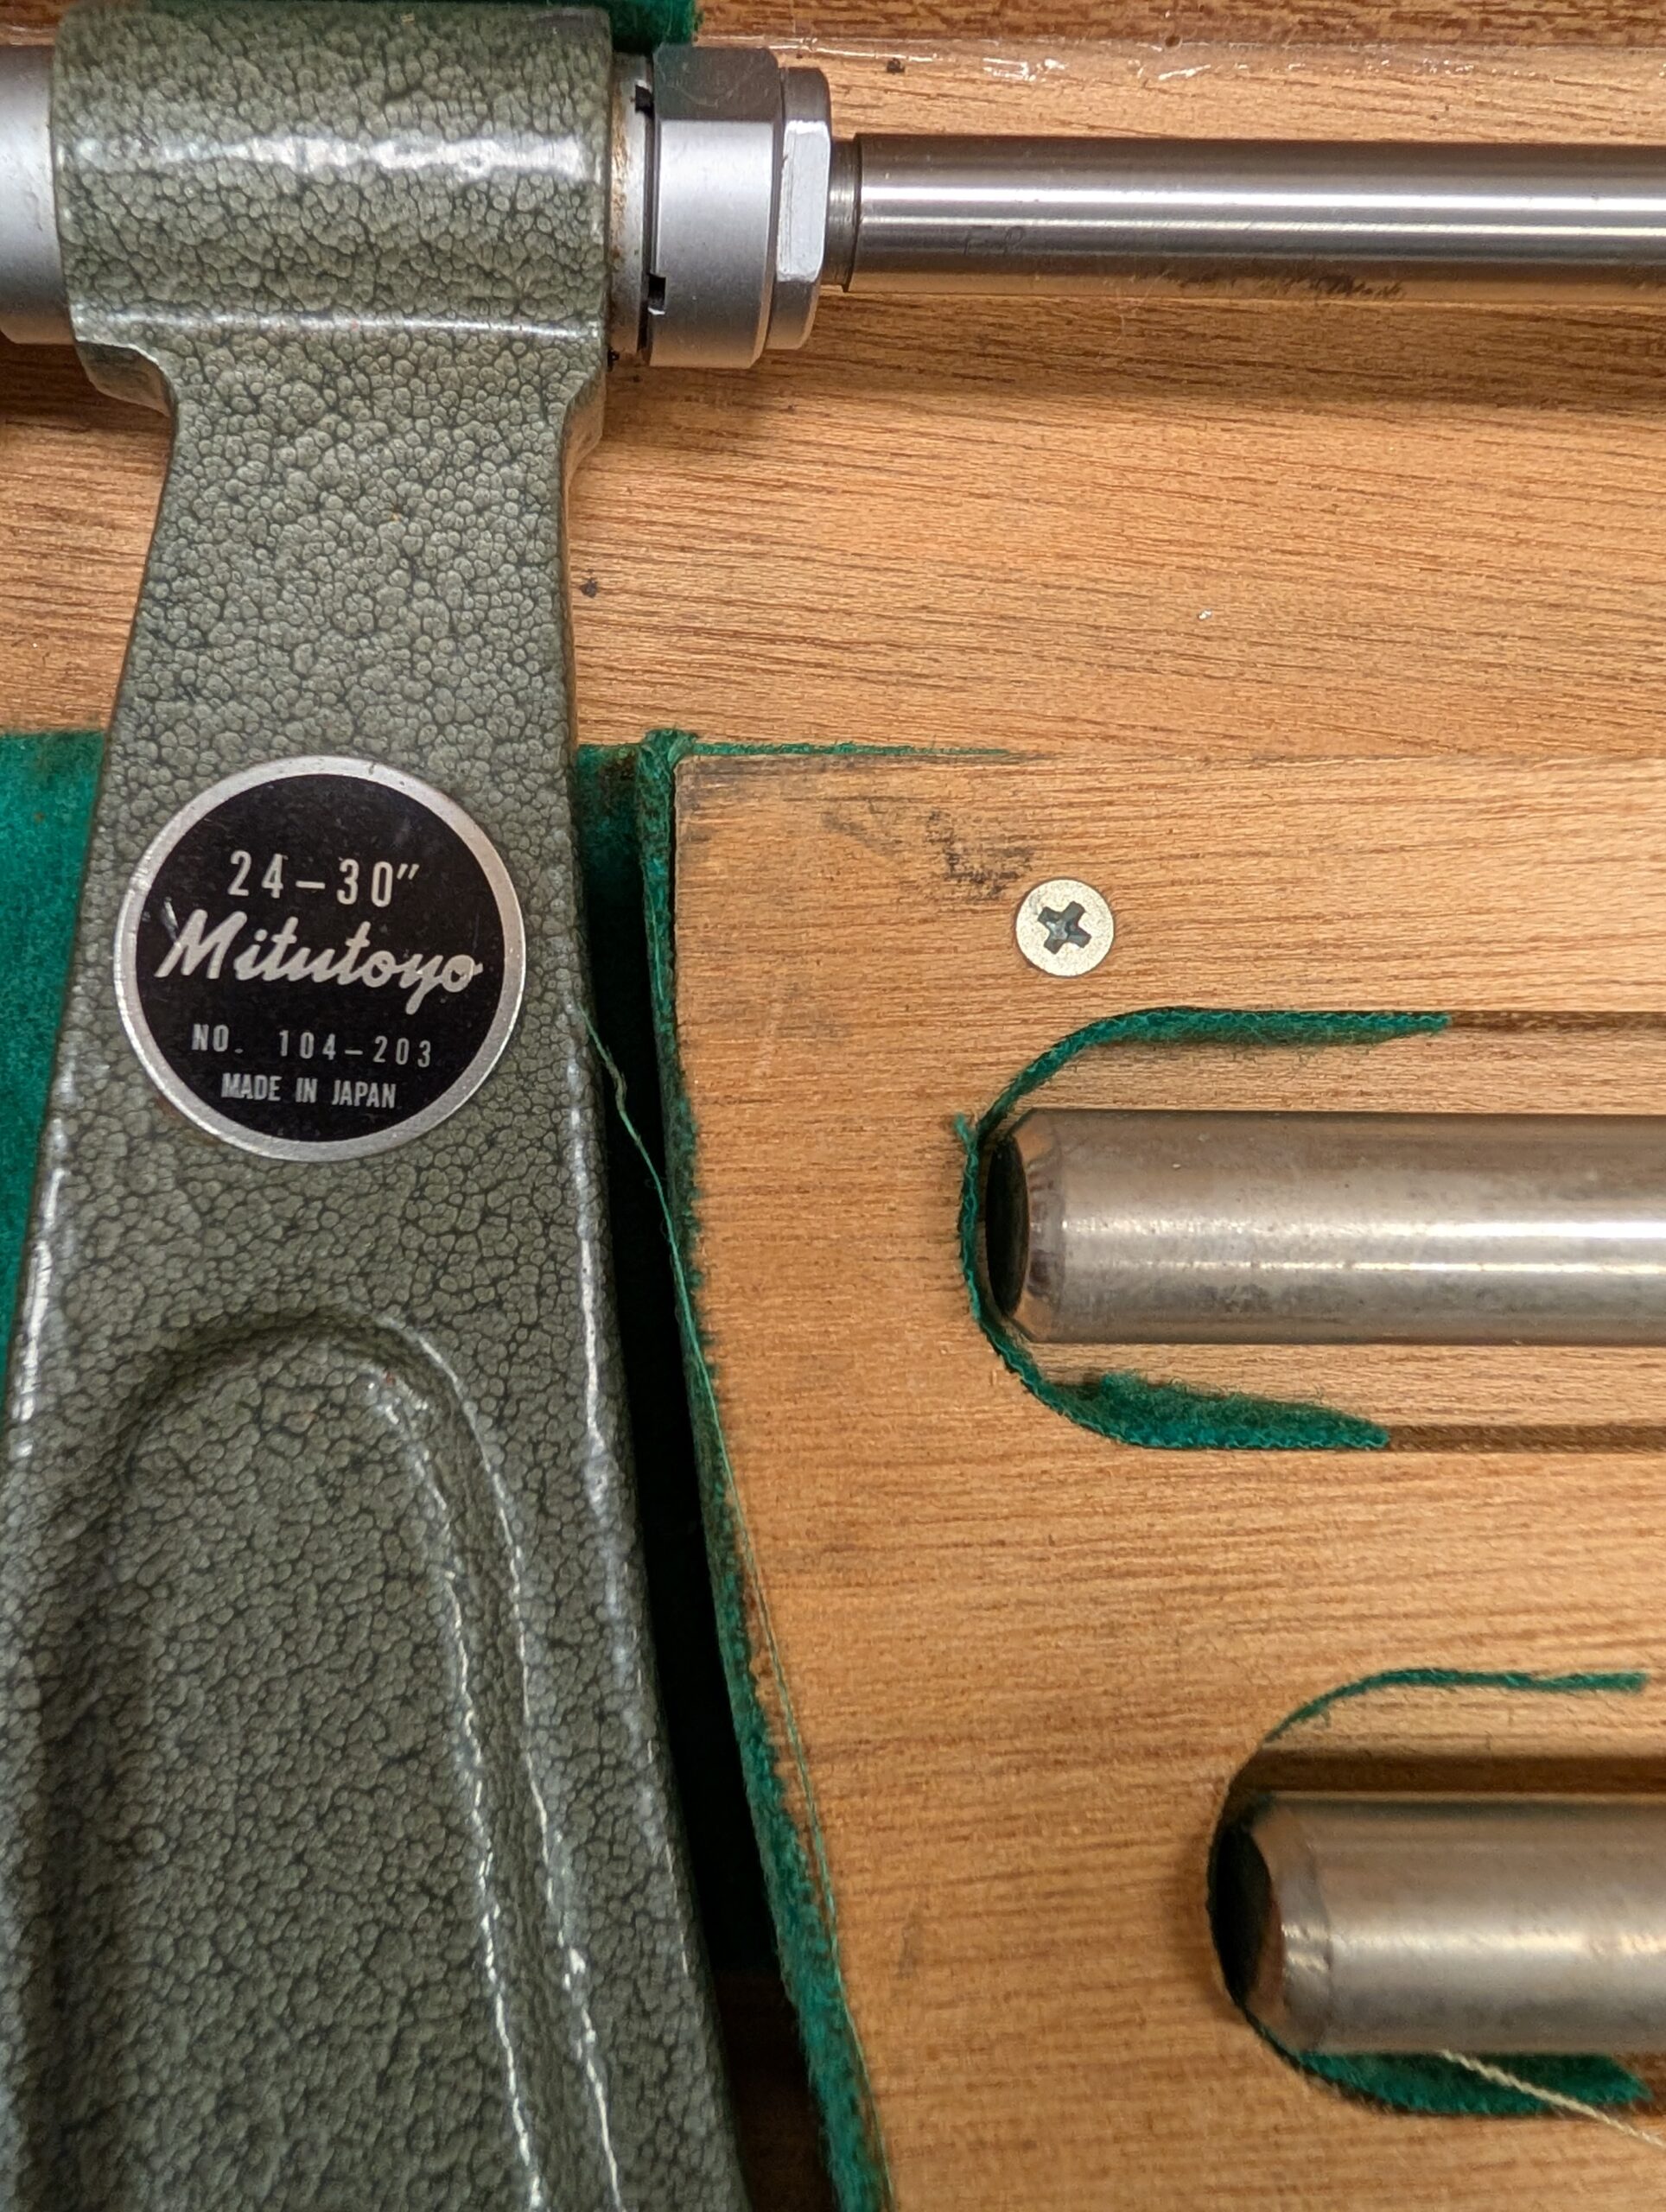 24–30″
Mitutoyo
NO. 104–203
MADE IN JAPAN